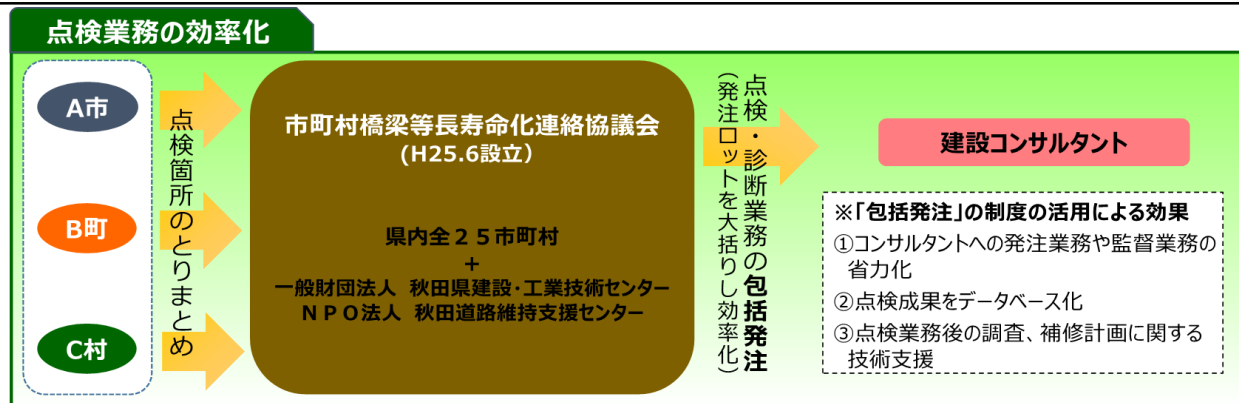 点検業務の効率化
A市
B町
C村
点検箇所のとりまとめ
市町村橋梁等長寿命化連絡協議会
(H25.6設立)
県内全25市町村
+
一般財団法人 秋田県建設・工業技術センター
NPO法人 秋田道路維持支援センター
点検・診断業務の包括発注
(発注ロットを大括りし効率化)
建設コンサルタント
※「包括発注」の制度の活用による効果
①コンサルタントへの発注業務や監督業務の
省力化
②点検成果をデータベース化
③点検業務後の調査、補修計画に関する
技術支援